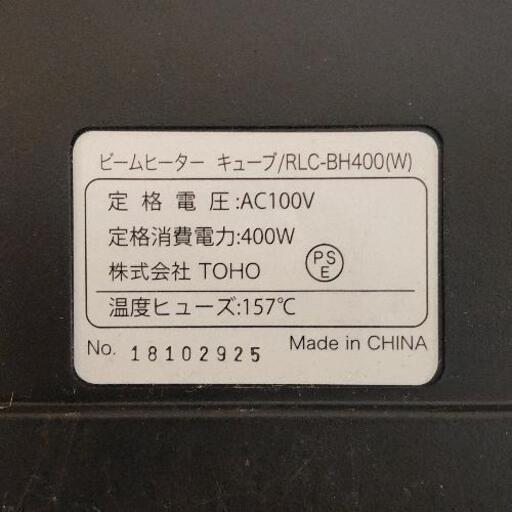 ビームヒーター キューブ/RLC-BH400(W)
定格電圧:AC100V
定格消費電力:400W
株式会社 TOHO
PS
E
温度ヒューズ:157℃
No. 18102925 Made in CHINA